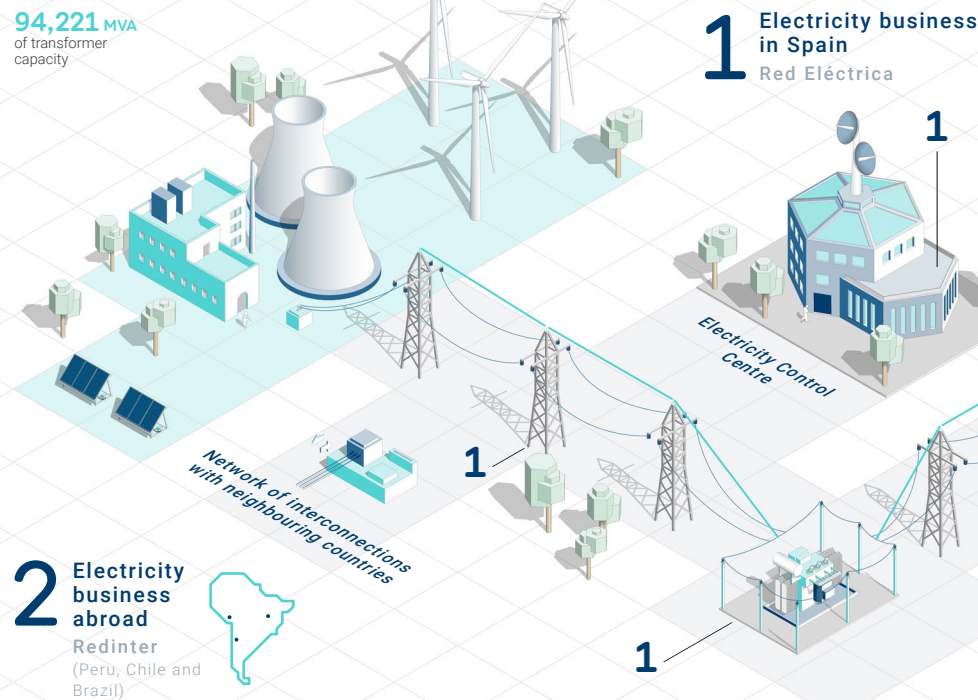 94,221 MVA
of transformer
capacity
1
Electricity business
in Spain
Red Eléctrica
1
Electricity Control
Centre
1
Network of interconnections
with neighbouring countries
2
Electricity
business
abroad
Redinter
(Peru, Chile and
Brazil)
1